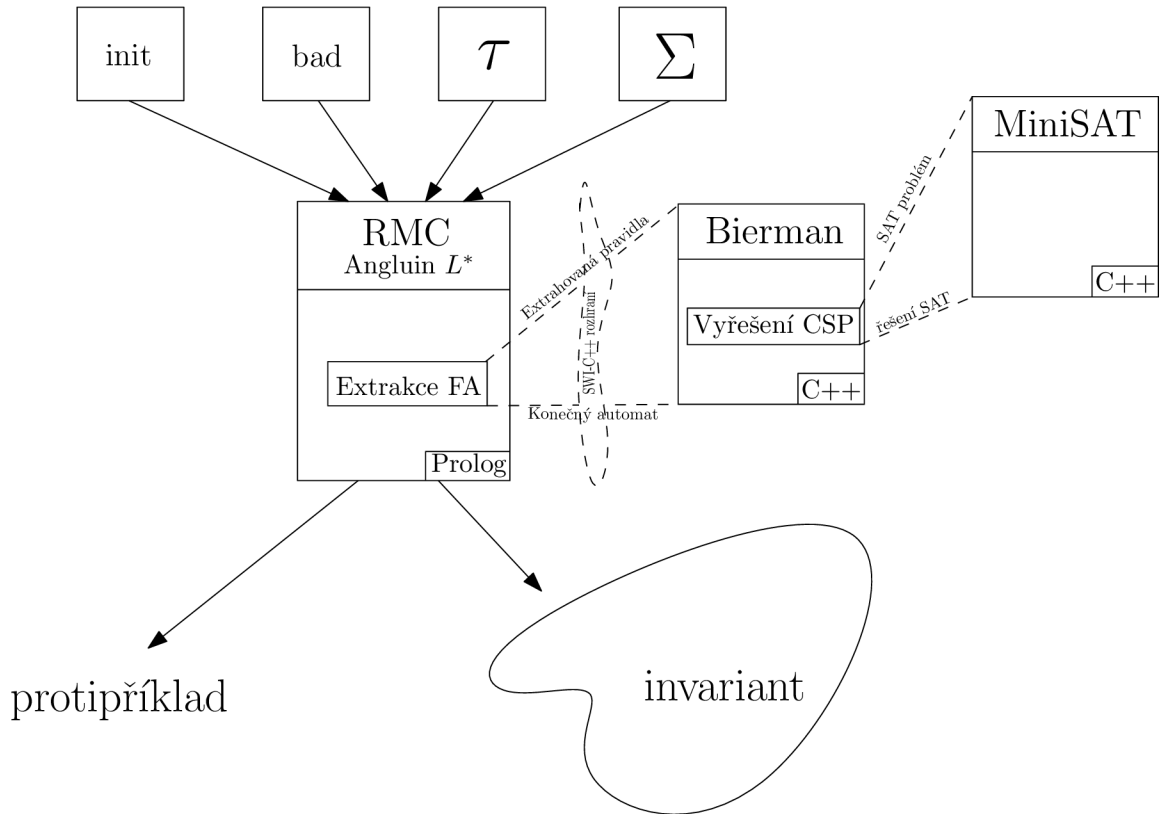 init
bad
τ
Σ
MiniSAT
C++
RMC
Angluin L*
Extrakce FA
Prolog
Extrahovaná pravidla
SWI-C++ rozhraní
Konečný automat
Bierman
Vyřešení CSP
C++
SAT problém
řešení SAT
protipříklad
invariant